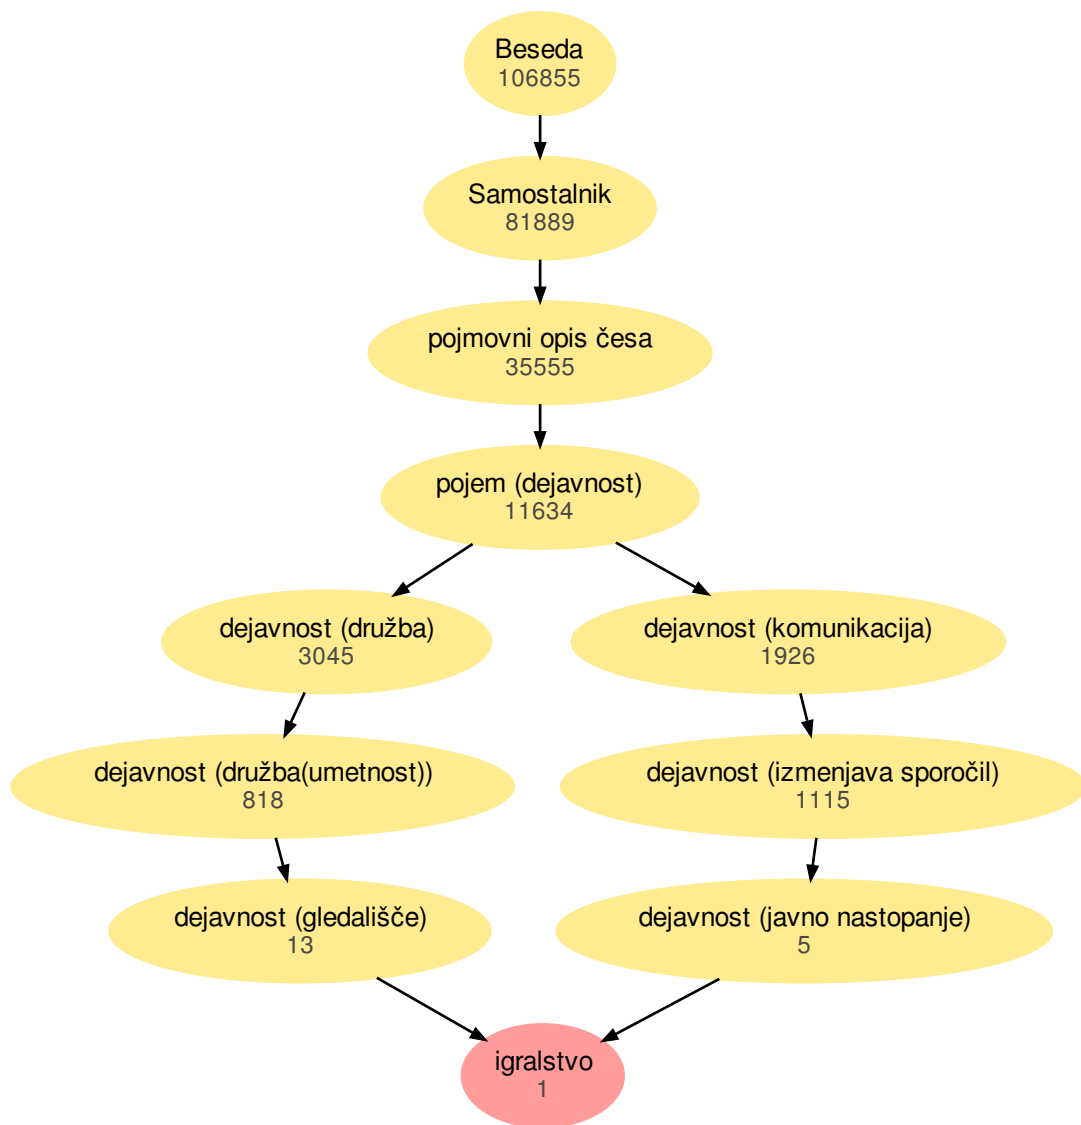 Beseda
106855
Samostalnik
81889
pojmovni opis česa
35555
pojem (dejavnost)
11634
dejavnost (družba)
3045
dejavnost (komunikacija)
1926
dejavnost (družba(umetnost))
818
dejavnost (izmenjava sporočil)
1115
dejavnost (gledališče)
13
dejavnost (javno nastopanje)
5
igralstvo
1